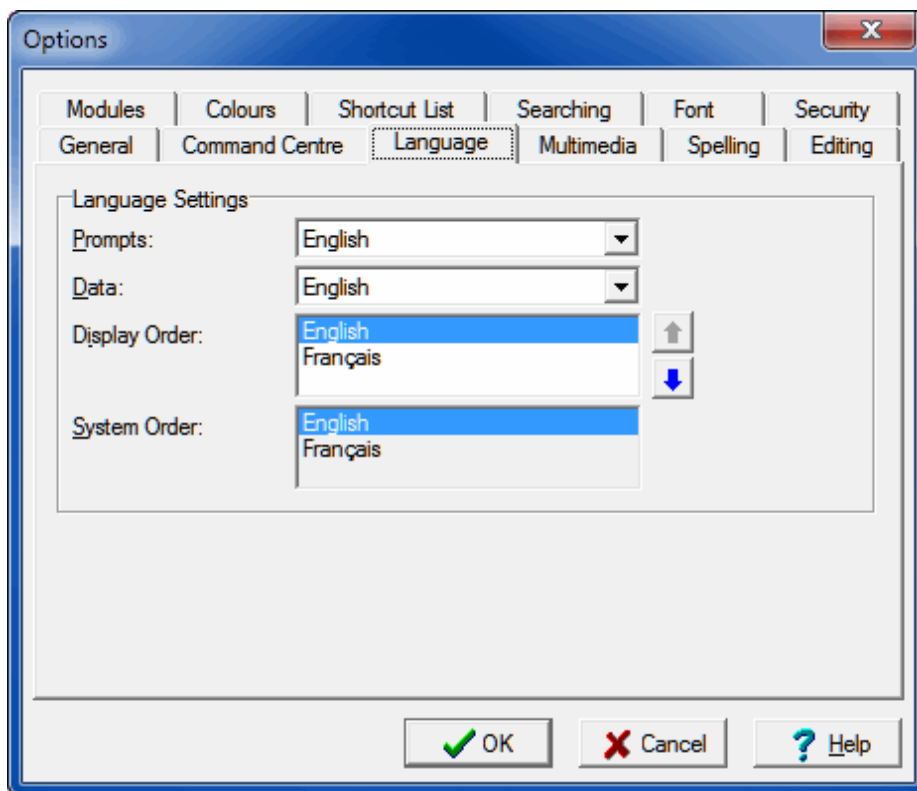 Options
Modules Colours Shortcut List Searching Font Security
General Command Centre Language Multimedia Spelling Editing
Language Settings
Prompts: English
Data: English
Display Order: English
Français
System Order: English
Français
OK Cancel Help